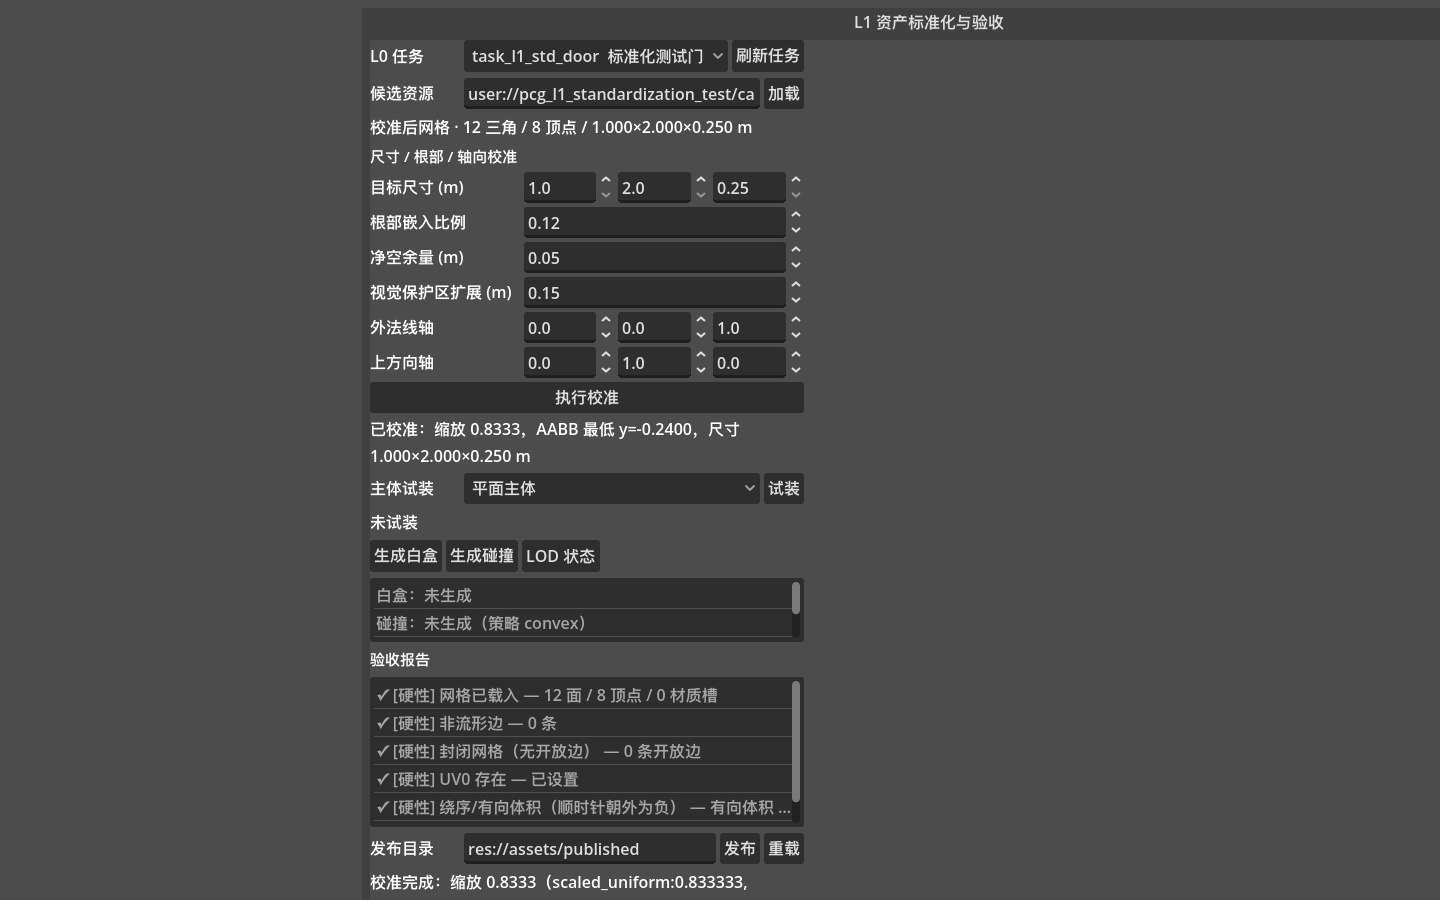 L1 资产标准化与验收
L0 任务 task_l1_std_door 标准化测试门 刷新任务
候选资源 user://pcg_l1_standardization_test/ca 加载
校准后网格 · 12 三角 / 8 顶点 / 1.000×2.000×0.250 m
尺寸 / 根部 / 轴向校准
目标尺寸 (m) 1.0 2.0 0.25
根部嵌入比例 0.12
净空余量 (m) 0.05
视觉保护区扩展 (m) 0.15
外法线轴 0.0 0.0 1.0
上方向轴 0.0 1.0 0.0
执行校准
已校准：缩放 0.8333，AABB 最低 y=-0.2400，尺寸
1.000×2.000×0.250 m
主体试装 平面主体 试装
未试装
生成白盒 生成碰撞 LOD 状态
白盒：未生成
碰撞：未生成（策略 convex）
验收报告
✓ [硬性] 网格已载入 — 12 面 / 8 顶点 / 0 材质槽
✓ [硬性] 非流形边 — 0 条
✓ [硬性] 封闭网格（无开放边） — 0 条开放边
✓ [硬性] UV0 存在 — 已设置
✓ [硬性] 绕序/有向体积（顺时针朝外为负） — 有向体积 ...
发布目录 res://assets/published 发布 重载
校准完成：缩放 0.8333（scaled_uniform:0.833333,